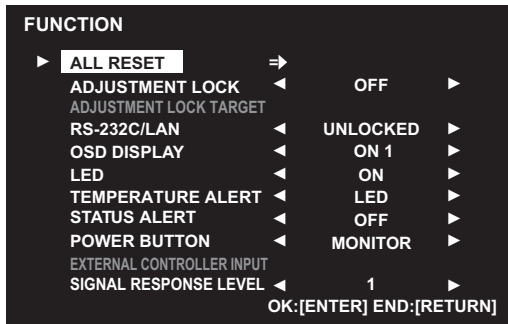 FUNCTION
ALL RESET
ADJUSTMENT LOCK OFF
ADJUSTMENT LOCK TARGET
RS-232C/LAN UNLOCKED
OSD DISPLAY ON 1
LED ON
TEMPERATURE ALERT LED
STATUS ALERT OFF
POWER BUTTON MONITOR
EXTERNAL CONTROLLER INPUT
SIGNAL RESPONSE LEVEL 1
OK:[ENTER] END:[RETURN]